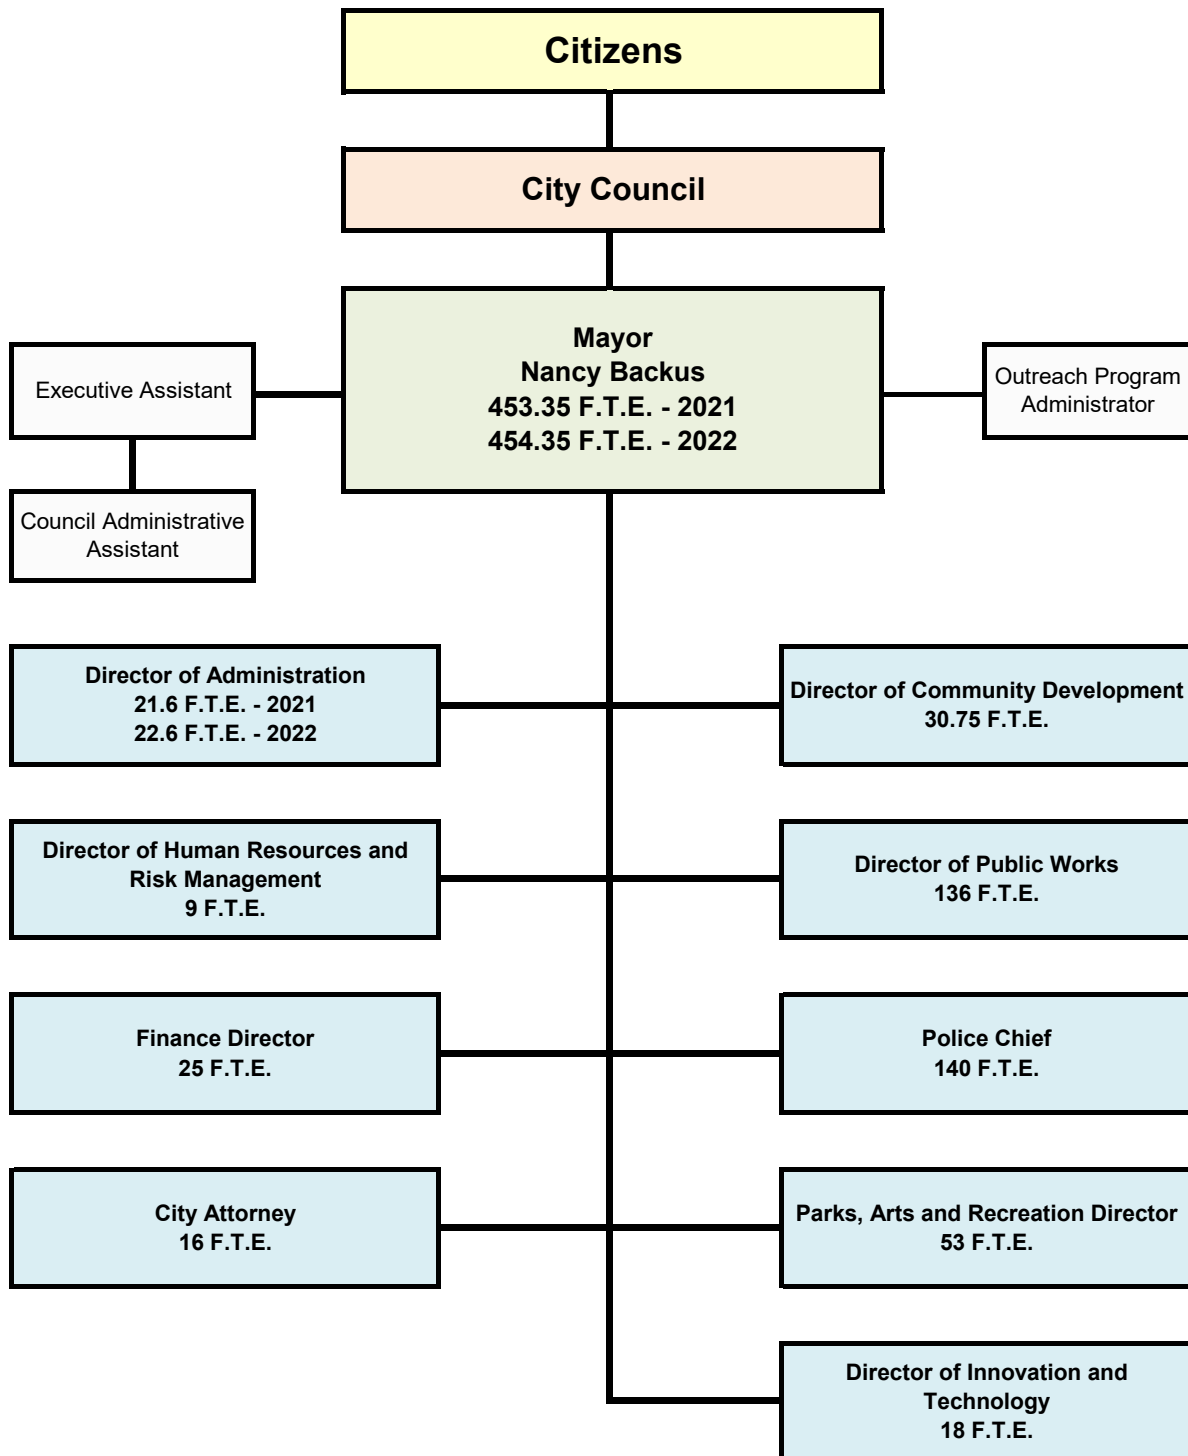 Citizens
City Council
Mayor
Nancy Backus
453.35 F.T.E. - 2021
454.35 F.T.E. - 2022
Executive Assistant
Outreach Program
Administrator
Council Administrative
Assistant
Director of Administration
21.6 F.T.E. - 2021
22.6 F.T.E. - 2022
Director of Community Development
30.75 F.T.E.
Director of Human Resources and
Risk Management
9 F.T.E.
Director of Public Works
136 F.T.E.
Finance Director
25 F.T.E.
Police Chief
140 F.T.E.
City Attorney
16 F.T.E.
Parks, Arts and Recreation Director
53 F.T.E.
Director of Innovation and
Technology
18 F.T.E.